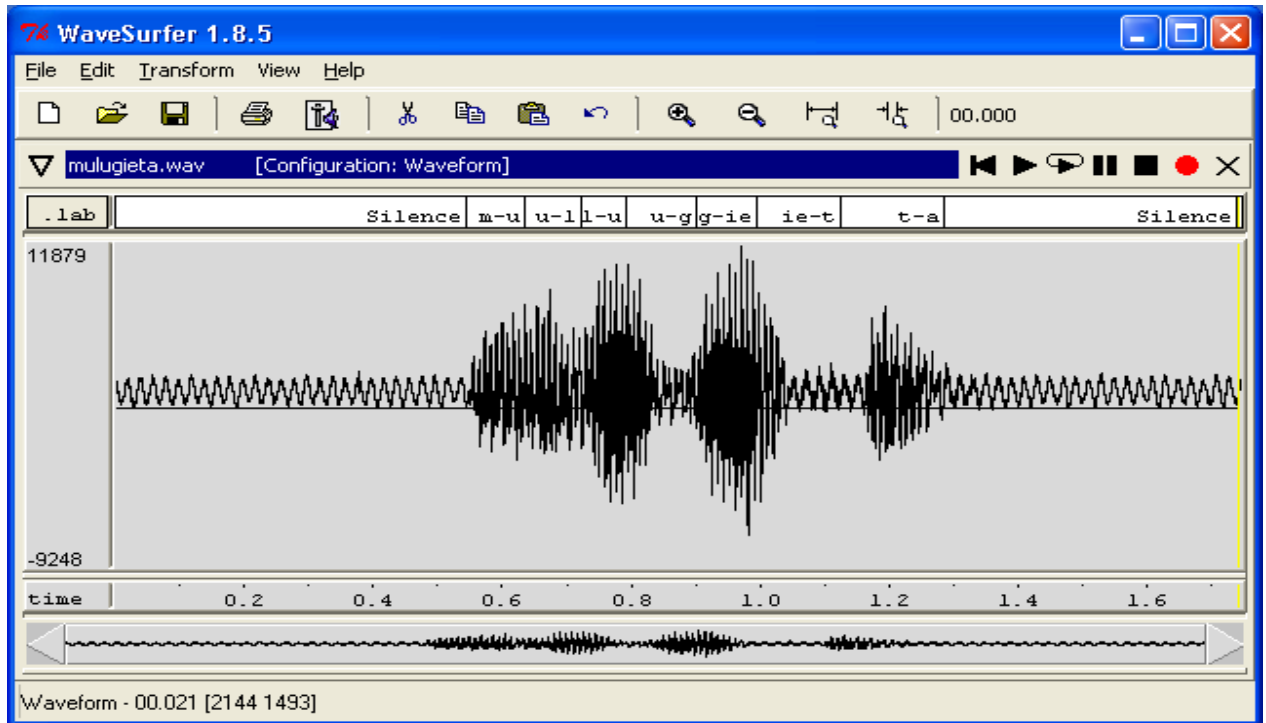 WaveSurfer 1.8.5
File Edit Transform View Help
00.000
mulugieta.wav [Configuration: Waveform]
.lab Silence m-u u-l l-u u-g g-ie ie-t t-a Silence
11879
-9248
time 0.2 0.4 0.6 0.8 1.0 1.2 1.4 1.6
Waveform - 00.021 [2144 1493]